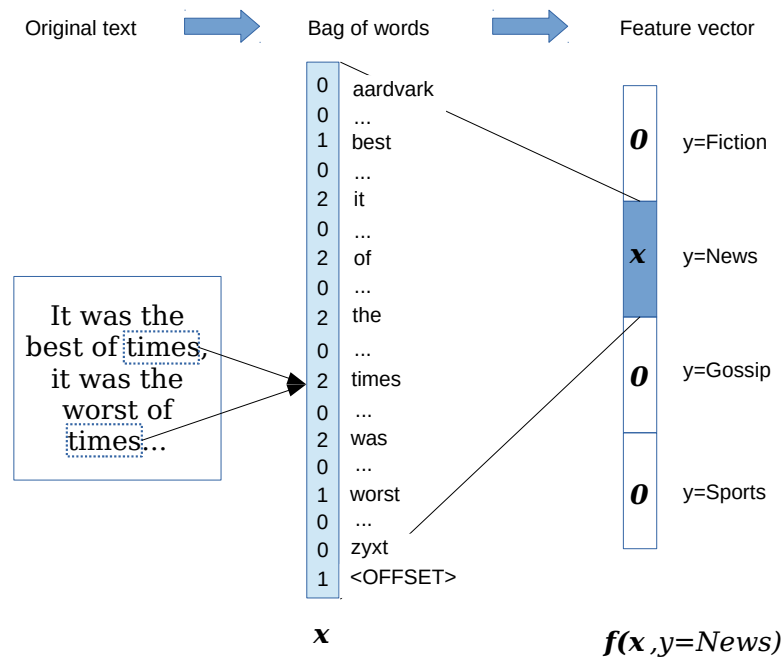 Original text
Bag of words
Feature vector
It was the
best of times,
it was the
worst of
times...
0 aardvark
0 ...
1 best
0 ...
2 it
0 ...
2 of
0 ...
2 the
0 ...
2 times
0 ...
2 was
0 ...
1 worst
0 ...
0 zyxt
1 <OFFSET>
x
0 y=Fiction
x y=News
0 y=Gossip
0 y=Sports
f(x ,y=News)